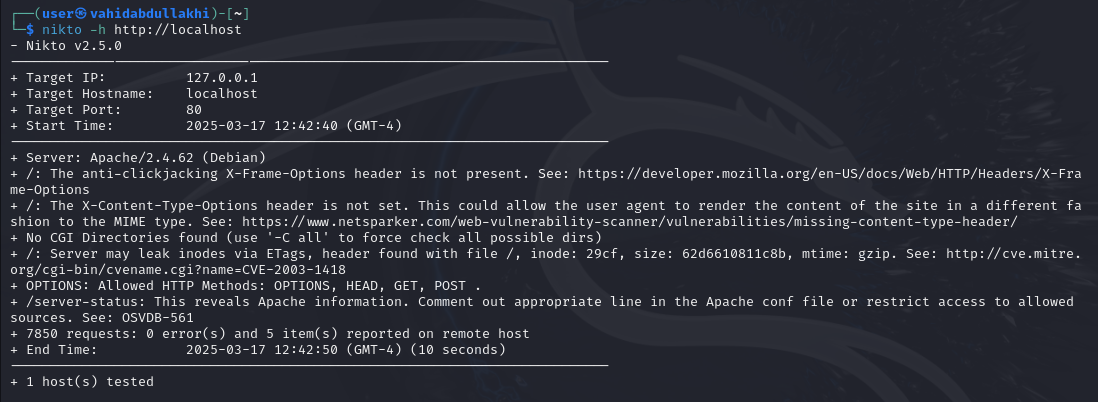 ┌──(user㉿vahidabdullakhi)-[~]
└─$ nikto -h http://localhost
- Nikto v2.5.0
---------------------------------------------------------------------------
+ Target IP:          127.0.0.1
+ Target Hostname:    localhost
+ Target Port:        80
+ Start Time:         2025-03-17 12:42:40 (GMT-4)
---------------------------------------------------------------------------
+ Server: Apache/2.4.62 (Debian)
+ /: The anti-clickjacking X-Frame-Options header is not present. See: https://developer.mozilla.org/en-US/docs/Web/HTTP/Headers/X-Fra
me-Options
+ /: The X-Content-Type-Options header is not set. This could allow the user agent to render the content of the site in a different fa
shion to the MIME type. See: https://www.netsparker.com/web-vulnerability-scanner/vulnerabilities/missing-content-type-header/
+ No CGI Directories found (use '-C all' to force check all possible dirs)
+ /: Server may leak inodes via ETags, header found with file /, inode: 29cf, size: 62d6610811c8b, mtime: gzip. See: http://cve.mitre.
org/cgi-bin/cvename.cgi?name=CVE-2003-1418
+ OPTIONS: Allowed HTTP Methods: OPTIONS, HEAD, GET, POST .
+ /server-status: This reveals Apache information. Comment out appropriate line in the Apache conf file or restrict access to allowed
sources. See: OSVDB-561
+ 7850 requests: 0 error(s) and 5 item(s) reported on remote host
+ End Time:           2025-03-17 12:42:50 (GMT-4) (10 seconds)
---------------------------------------------------------------------------
+ 1 host(s) tested